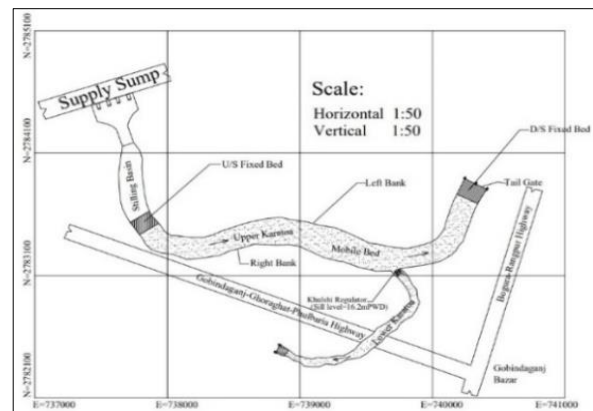 N=2785100
Supply Sump
Scale:
Horizontal 1:50
Vertical 1:50
D/S Fixed Bed
N=2784100
U/S Fixed Bed
Left Bank
Tail Gate
Stilling Basin
Upper Karatoa
Mobile Bed
Right Bank
N=2783100
Gobindaganj-Ghoraghat-Phulbaria Highway
Khulshi Regulator
(Sill level=16.2mPWD)
Lower Karatoa
Bogura-Rangpur Highway
Gobindaganj
Bazar
N=2782100
E=737000
E=738000
E=739000
E=740000
E=741000